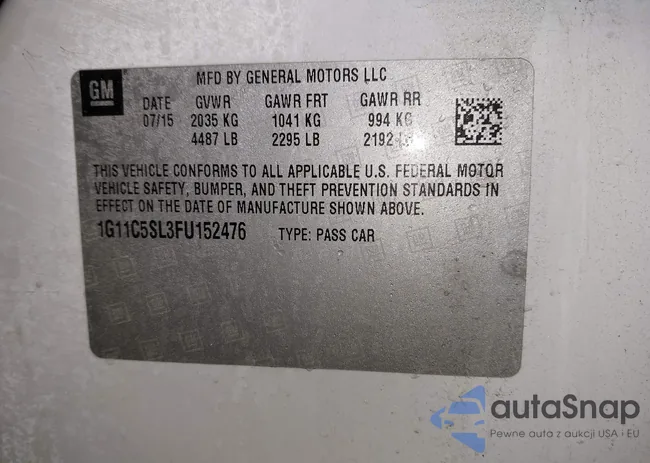 GM
MFD BY GENERAL MOTORS LLC
DATE GVWR GAWR FRT GAWR RR
07/15 2035 KG 1041 KG 994 KG
4487 LB 2295 LB 2192
THIS VEHICLE CONFORMS TO ALL APPLICABLE U.S. FEDERAL MOTOR
VEHICLE SAFETY, BUMPER, AND THEFT PREVENTION STANDARDS IN
EFFECT ON THE DATE OF MANUFACTURE SHOWN ABOVE.
1G11C5SL3FU152476 TYPE: PASS CAR
autaSnap
Pewne auta z aukcji USA i EU